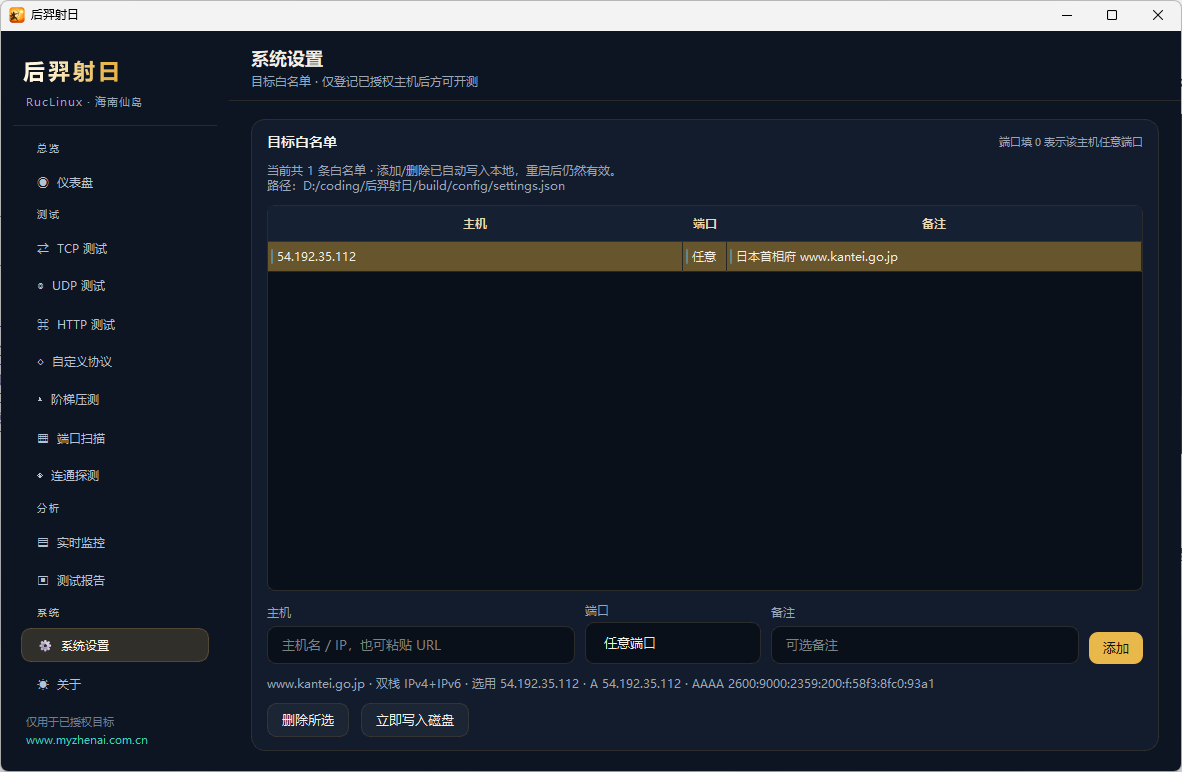 后羿射日
后羿射日
RucLinux · 海南仙岛
总览
仪表盘
测试
TCP 测试
UDP 测试
HTTP 测试
自定义协议
阶梯压测
端口扫描
连通探测
分析
实时监控
测试报告
系统
系统设置
关于
仅用于已授权目标
www.myzhenai.com.cn
系统设置
目标白名单 · 仅登记已授权主机后方可开测
目标白名单
端口填 0 表示该主机任意端口
当前共 1 条白名单 · 添加/删除已自动写入本地，重启后仍然有效。
路径：D:/coding/后羿射日/build/config/settings.json
主机 端口 备注
54.192.35.112 任意 日本首相府 www.kantei.go.jp
主机 端口 备注
主机名 / IP，也可粘贴 URL 任意端口 可选备注 添加
www.kantei.go.jp · 双栈 IPv4+IPv6 · 选用 54.192.35.112 · A 54.192.35.112 · AAAA 2600:9000:2359:200:f:58f3:8fc0:93a1
删除所选 立即写入磁盘